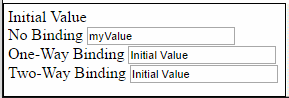 Initial Value
No Binding myValue
One-Way Binding Initial Value
Two-Way Binding Initial Value